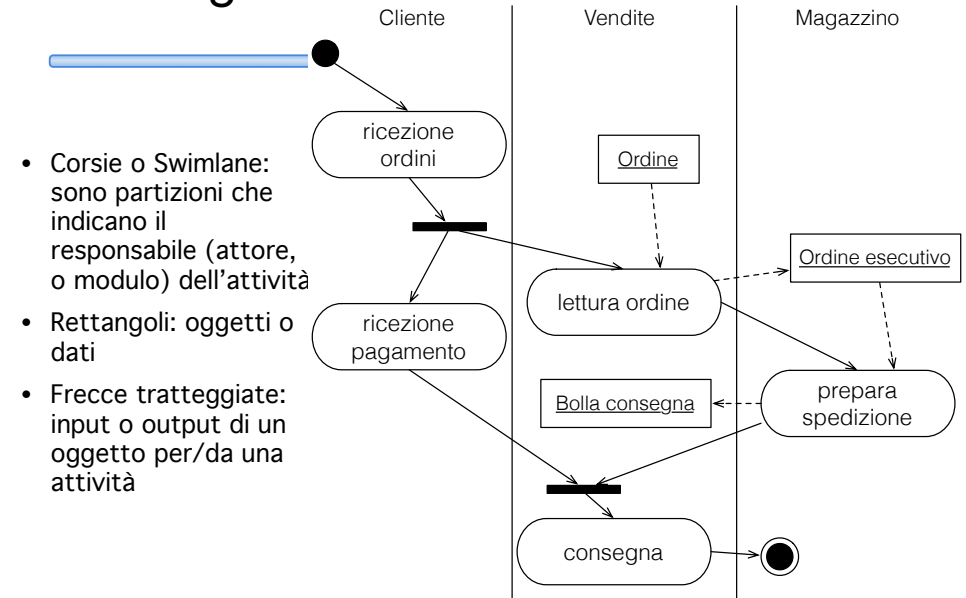 Cliente
Vendite
Magazzino
• Corsie o Swimlane:
sono partizioni che
indicano il
responsabile (attore,
o modulo) dell'attività
• Rettangoli: oggetti o
dati
• Frecce tratteggiate:
input o output di un
oggetto per/da una
attività
ricezione
ordini
Ordine
Ordine esecutivo
lettura ordine
ricezione
pagamento
Bolla consegna
prepara
spedizione
consegna